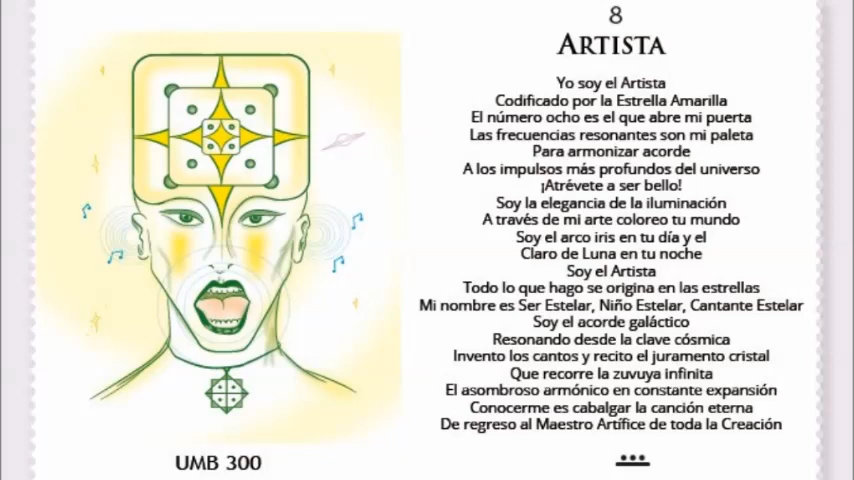 8
ARTISTA
Yo soy el Artista
Codificado por la Estrella Amarilla
El número ocho es el que abre mi puerta
Las frecuencias resonantes son mi paleta
Para armonizar acorde
A los impulsos más profundos del universo
¡Atrévete a ser bello!
Soy la elegancia de la iluminación
A través de mi arte coloreo tu mundo
Soy el arco iris en tu día y el
Claro de Luna en tu noche
Soy el Artista
Todo lo que hago se origina en las estrellas
Mi nombre es Ser Estelar, Niño Estelar, Cantante Estelar
Soy el acorde galáctico
Resonando desde la clave cósmica
Invento los cantos y recito el juramento cristal
Que recorre la zuvuya infinita
El asombroso armónico en constante expansión
Conocerme es cabalgar la canción eterna
De regreso al Maestro Artífice de toda la Creación
UMB 300